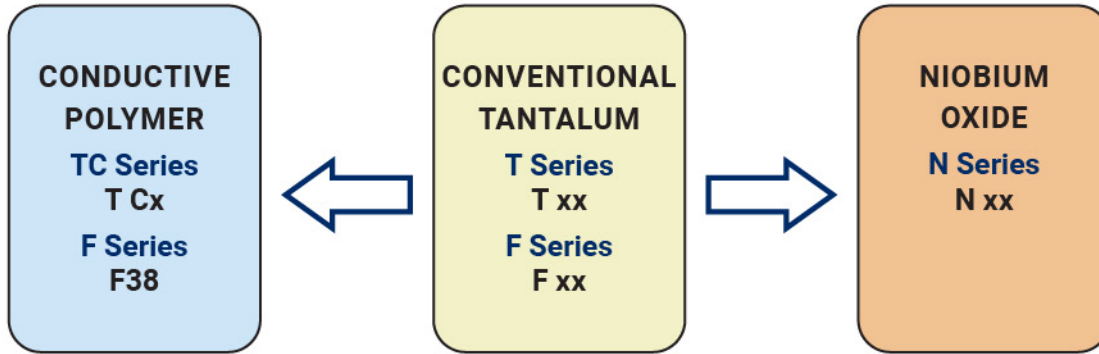 CONDUCTIVE
POLYMER
TC Series
T Cx
F Series
F38
CONVENTIONAL
TANTALUM
T Series
T xx
F Series
F xx
NIOBIUM
OXIDE
N Series
N xx